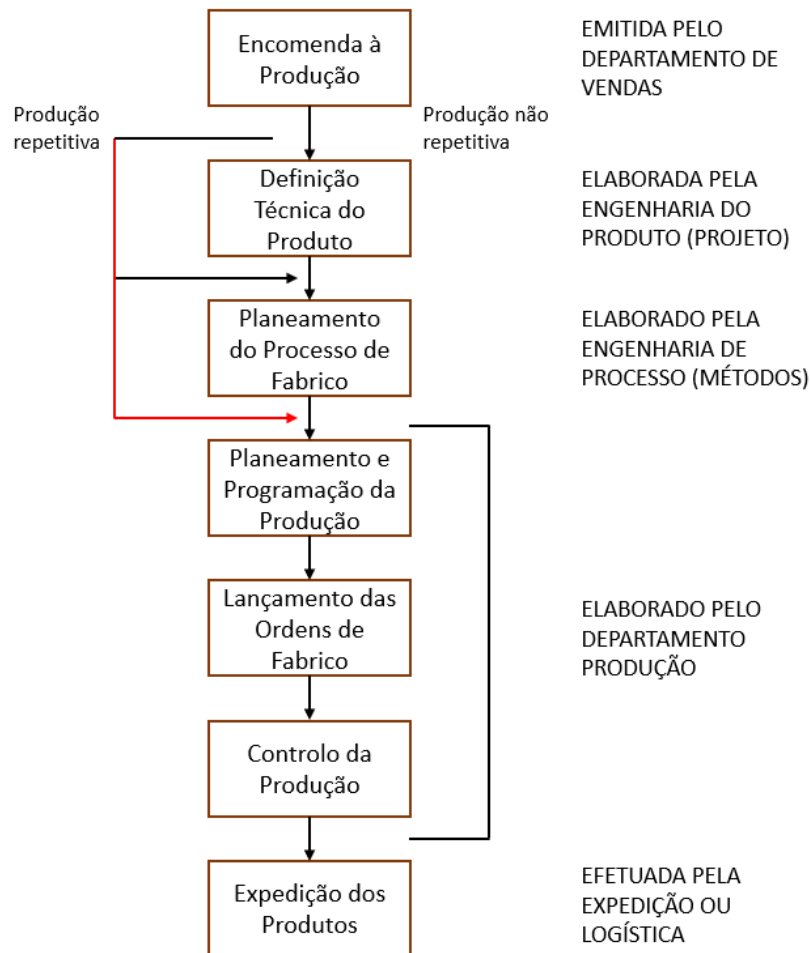 Encomenda à
Produção
EMITIDA PELO
DEPARTAMENTO DE
VENDAS
Produção
repetitiva
Produção não
repetitiva
Definição
Técnica do
Produto
ELABORADA PELA
ENGENHARIA DO
PRODUTO (PROJETO)
Planeamento
do Processo de
Fabrico
ELABORADO PELA
ENGENHARIA DE
PROCESSO (MÉTODOS)
Planeamento e
Programação da
Produção
Lançamento das
Ordens de
Fabrico
ELABORADO PELO
DEPARTAMENTO
PRODUÇÃO
Controlo da
Produção
Expedição dos
Produtos
EFETUADA PELA
EXPEDIÇÃO OU
LOGÍSTICA